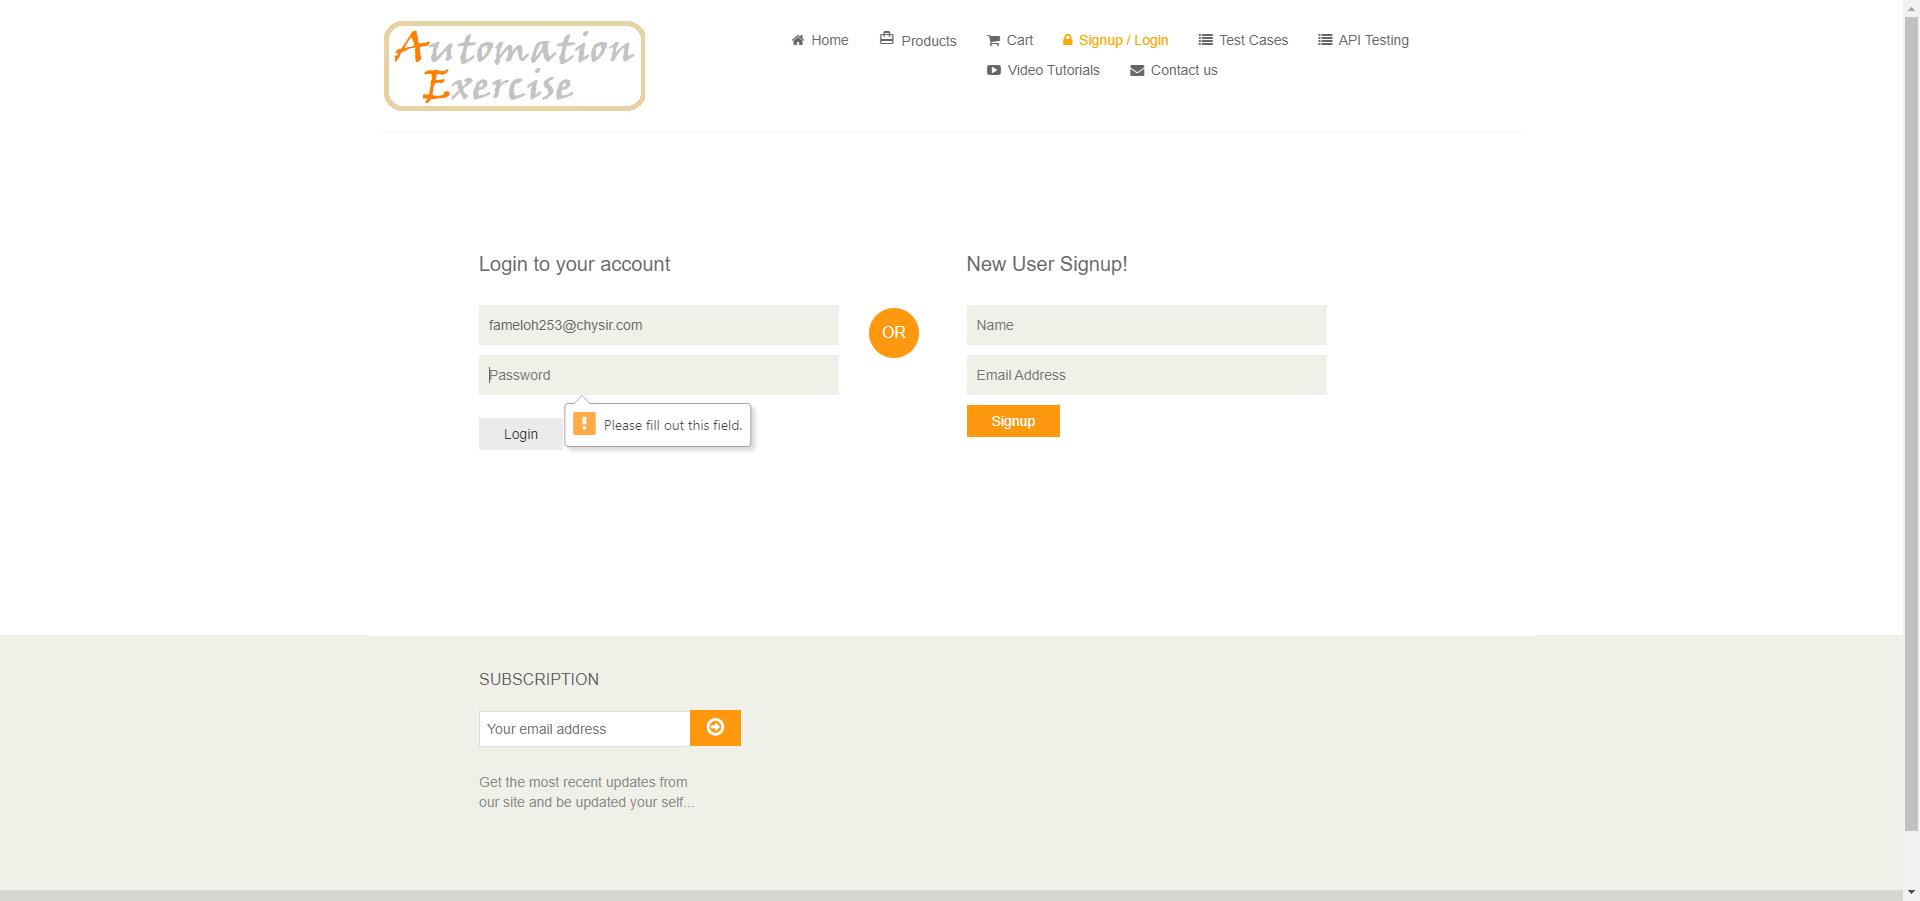 Automation
Exercise
Home Products Cart Signup / Login Test Cases API Testing
Video Tutorials Contact us
Login to your account
fameloh253@chysir.com
Password
Please fill out this field.
Login
OR
New User Signup!
Name
Email Address
Signup
SUBSCRIPTION
Your email address
Get the most recent updates from
our site and be updated your self...